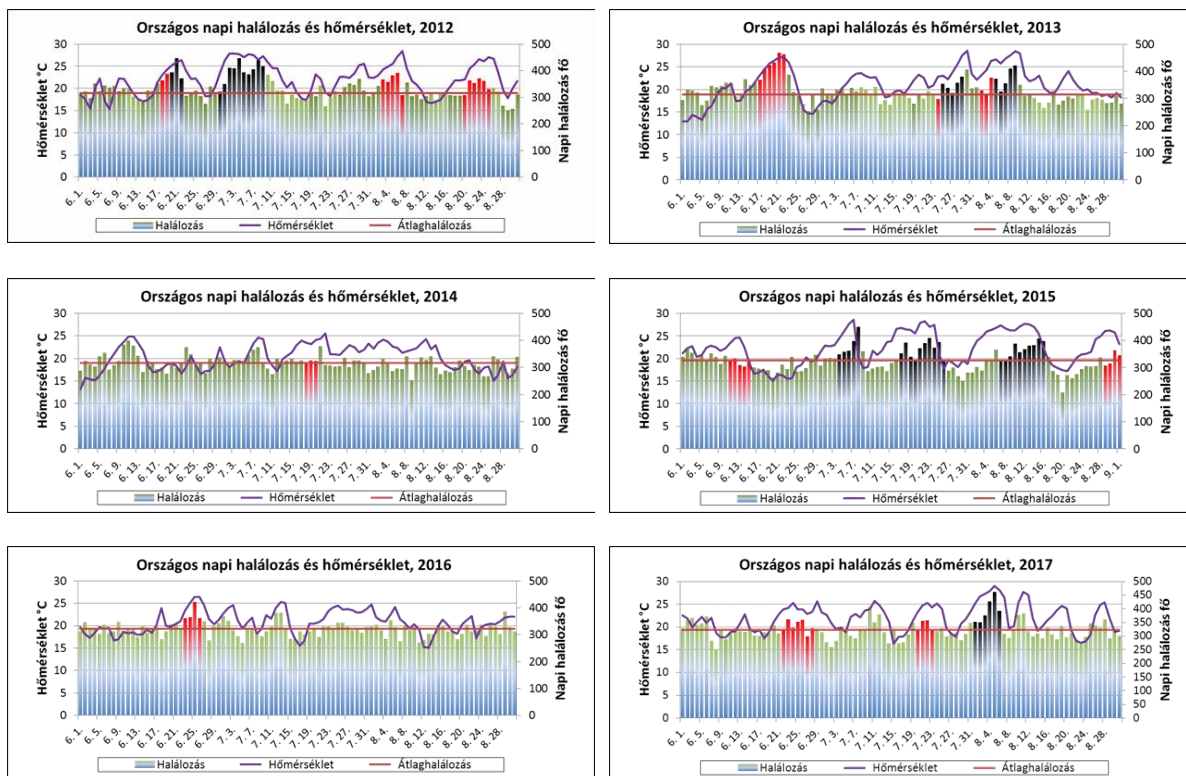 Országos napi halálozás és hőmérséklet, 2012
Hőmérséklet °C
30
25
20
15
10
5
0
500
400
300
200
100
0
Napi halálozás fő
6. 1. 6.5. 6.9. 6.13. 6.17. 6.21. 6.25. 6.29. 7. 3. 7. 7. 7.11. 7.15. 7.19. 7.23. 7.27. 7.31. 8. 4. 8. 8. 8.12. 8.16. 8.20. 8.24. 8.28.
Halálozás Hőmérséklet Átlaghalálozás
Országos napi halálozás és hőmérséklet, 2013
Hőmérséklet °C
30
25
20
15
10
5
0
500
400
300
200
100
0
Napi halálozás fő
6. 1. 6.5. 6.9. 6.13. 6.17. 6.21. 6.25. 6.29. 7. 3. 7. 7. 7.11. 7.15. 7.19. 7.23. 7.27. 7.31. 8. 4. 8. 8. 8.12. 8.16. 8.20. 8.24. 8.28.
Halálozás Hőmérséklet Átlaghalálozás
Országos napi halálozás és hőmérséklet, 2014
Hőmérséklet °C
30
25
20
15
10
5
0
500
400
300
200
100
0
Napi halálozás fő
6. 1. 6.5. 6.9. 6.13. 6.17. 6.21. 6.25. 6.29. 7. 3. 7. 7. 7.11. 7.15. 7.19. 7.23. 7.27. 7.31. 8. 4. 8. 8. 8.12. 8.16. 8.20. 8.24. 8.28.
Halálozás Hőmérséklet Átlaghalálozás
Országos napi halálozás és hőmérséklet, 2015
Hőmérséklet °C
30
25
20
15
10
5
0
500
400
300
200
100
0
Napi halálozás fő
6. 1. 6.5. 6.9. 6.13. 6.17. 6.21. 6.25. 6.29. 7. 3. 7. 7. 7.11. 7.15. 7.19. 7.23. 7.27. 7.31. 8. 4. 8. 8. 8.12. 8.16. 8.20. 8.24. 8.28. 9. 1.
Halálozás Hőmérséklet Átlaghalálozás
Országos napi halálozás és hőmérséklet, 2016
Hőmérséklet °C
30
25
20
15
10
5
0
500
400
300
200
100
0
Napi halálozás fő
6. 1. 6.5. 6.9. 6.13. 6.17. 6.21. 6.25. 6.29. 7. 3. 7. 7. 7.11. 7.15. 7.19. 7.23. 7.27. 7.31. 8. 4. 8. 8. 8.12. 8.16. 8.20. 8.24. 8.28.
Halálozás Hőmérséklet Átlaghalálozás
Országos napi halálozás és hőmérséklet, 2017
Hőmérséklet °C
30
25
20
15
10
5
0
500
450
400
350
300
250
200
150
100
50
0
Napi halálozás fő
6. 1. 6.5. 6.9. 6.13. 6.17. 6.21. 6.25. 6.29. 7. 3. 7. 7. 7.11. 7.15. 7.19. 7.23. 7.27. 7.31. 8. 4. 8. 8. 8.12. 8.16. 8.20. 8.24. 8.28.
Halálozás Hőmérséklet Átlaghalálozás